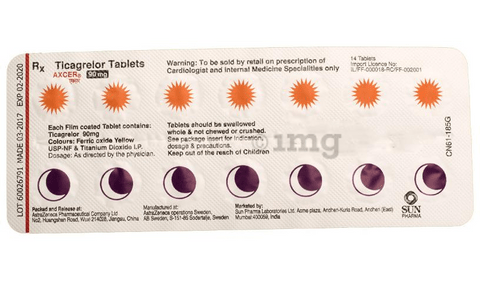 LOT 60026791 MADE 03-2017 EXP 02-2020
Rx Ticagrelor Tablets
AXCER®
90mg
Warning: To be sold by retail on prescription of
Cardiologist and Internal Medicine Specialities only
14 Tablets
Import Licence No:
IL/FF-000018-RC/FF-002001
Each Film coated Tablet contains:
Ticagrelor 90mg
Colours: Ferric oxide Yellow
USP-NF & Titanium Dioxide I.P.
Dosage: As directed by the physician.
Tablets should be swallowed
whole & not chewed or crushed.
See package insert for Indication,
dosage & precautions.
Keep out of the reach of Children
1mg
CN61-185G
Packed and Release at:
AstraZeneca Pharmaceutical Company Ltd
No2, Huangshan Road, Wuxi 214028, Jiangsu, China
Manufactured at:
AstraZeneca operations Sweden,
AB Sweden, S-151-85 Sodertalje, Sweden
Marketed by:
Sun Pharma Laboratories Ltd. Acme plaza, Andheri-Kurla Road, Andheri (East)
Mumbai 400059, India
SUN
PHARMA